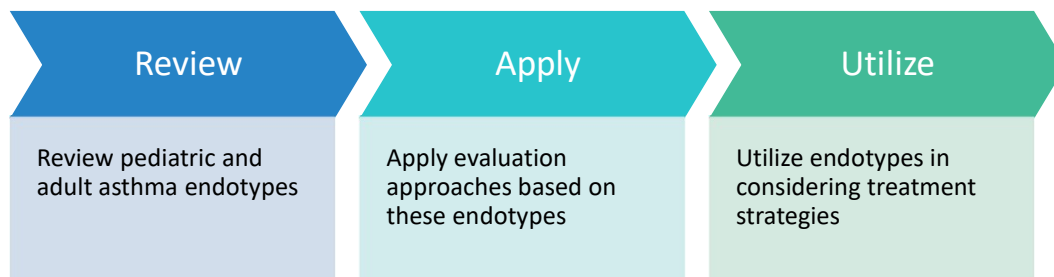 Review
Review pediatric and
adult asthma endotypes
Apply
Apply evaluation
approaches based on
these endotypes
Utilize
Utilize endotypes in
considering treatment
strategies